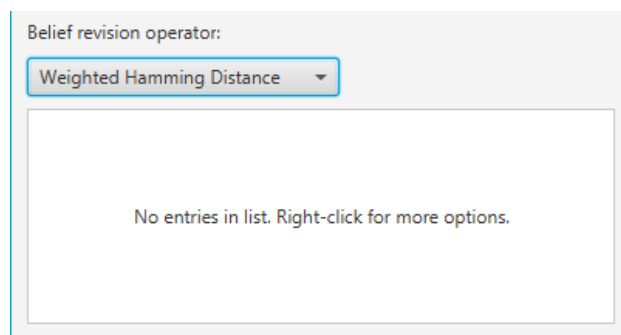 Belief revision operator:
Weighted Hamming Distance
No entries in list. Right-click for more options.